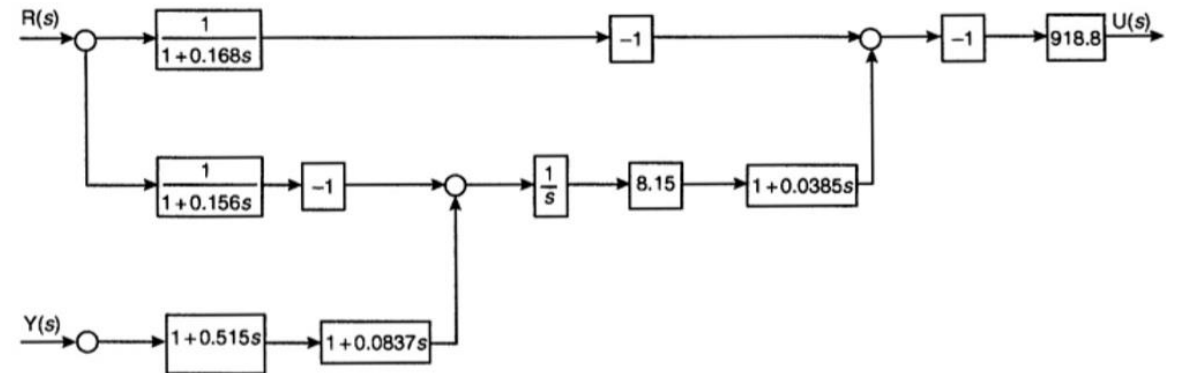 R(s)
1
1+0.168s
−1
−1
918.8
U(s)
1
1+0.156s
−1
1
s
8.15
1+0.0385s
Y(s)
1+0.515s
1+0.0837s